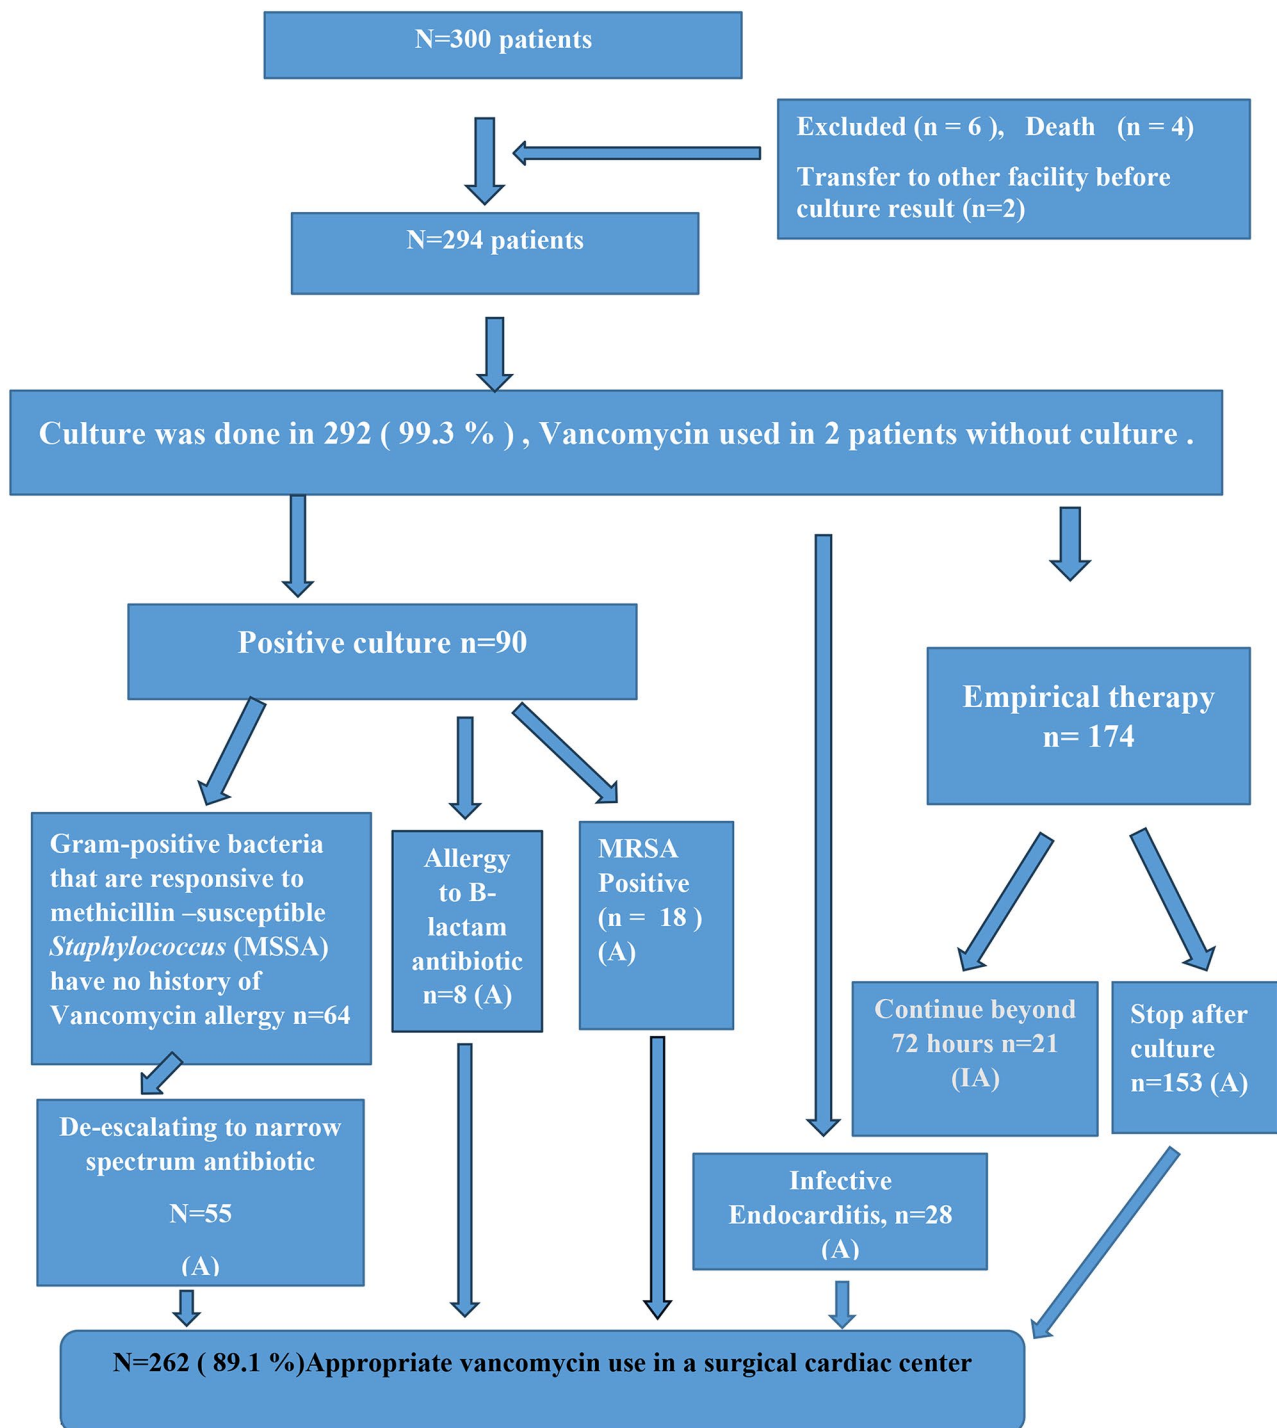 N=300 patients
Excluded (n = 6 ),   Death   (n = 4)
Transfer to other facility before
culture result (n=2)
N=294 patients
Culture was done in 292 ( 99.3 % ) , Vancomycin used in 2 patients without culture .
Positive culture n=90
Empirical therapy
n= 174
Gram-positive bacteria
that are responsive to
methicillin –susceptible
Staphylococcus (MSSA)
have no history of
Vancomycin allergy n=64
Allergy
to B-
lactam
antibiotic
n=8 (A)
MRSA
Positive
(n =  18 )
(A)
Continue beyond
72 hours n=21
(IA)
Stop after
culture
n=153 (A)
De-escalating to narrow
spectrum antibiotic
N=55
(A)
Infective
Endocarditis, n=28
(A)
N=262 ( 89.1 %)Appropriate vancomycin use in a surgical cardiac center